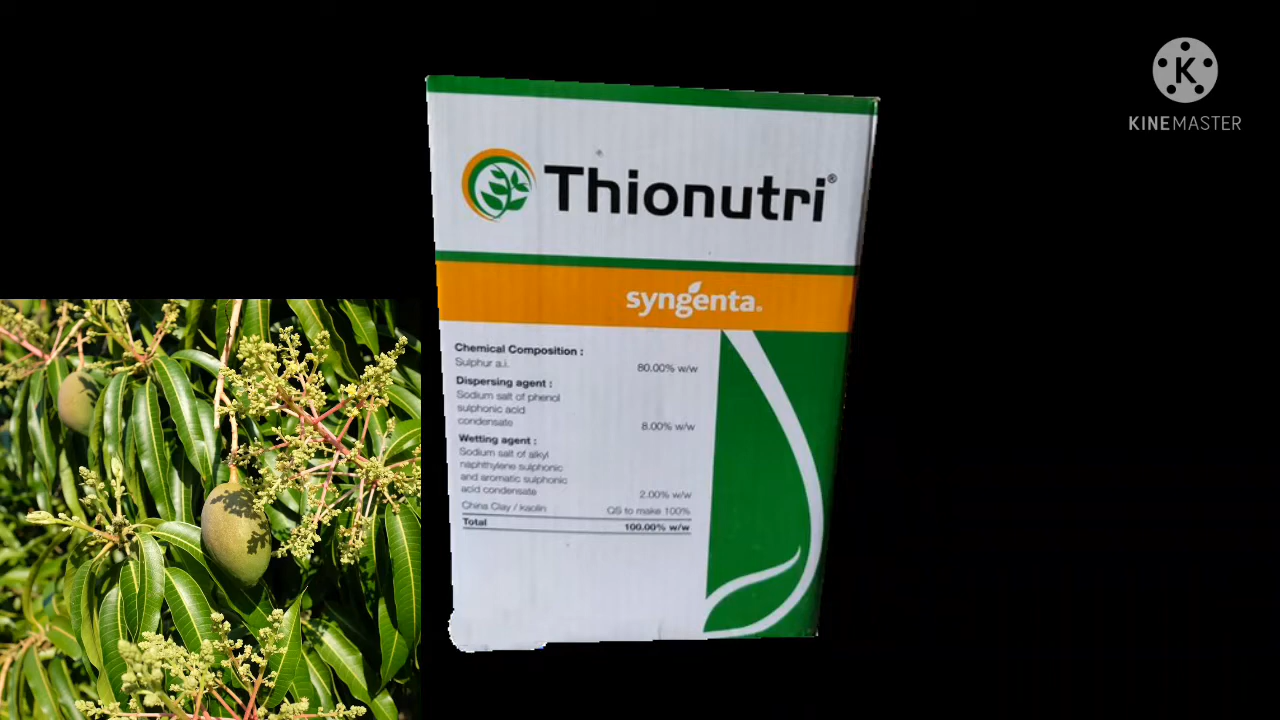 KINEMASTER
Thionutri®
syngenta®
Chemical Composition :
Sulphur a.i. 80.00% w/w
Dispersing agent :
Sodium salt of phenol
sulphonic acid
condensate 8.00% w/w
Wetting agent :
Sodium salt of alkyl
naphthylene sulphonic
and aromatic sulphonic
acid condensate 2.00% w/w
China Clay / kaolin QS to make 100%
Total 100.00% w/w